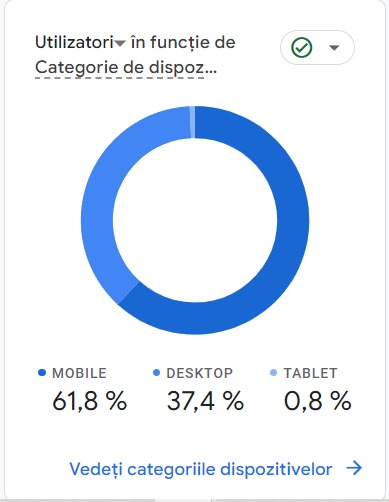 Utilizatori în funcție de
Categorie de dispoz...
MOBILE DESKTOP TABLET
61,8 % 37,4 % 0,8 %
Vedeți categoriile dispozitivelor